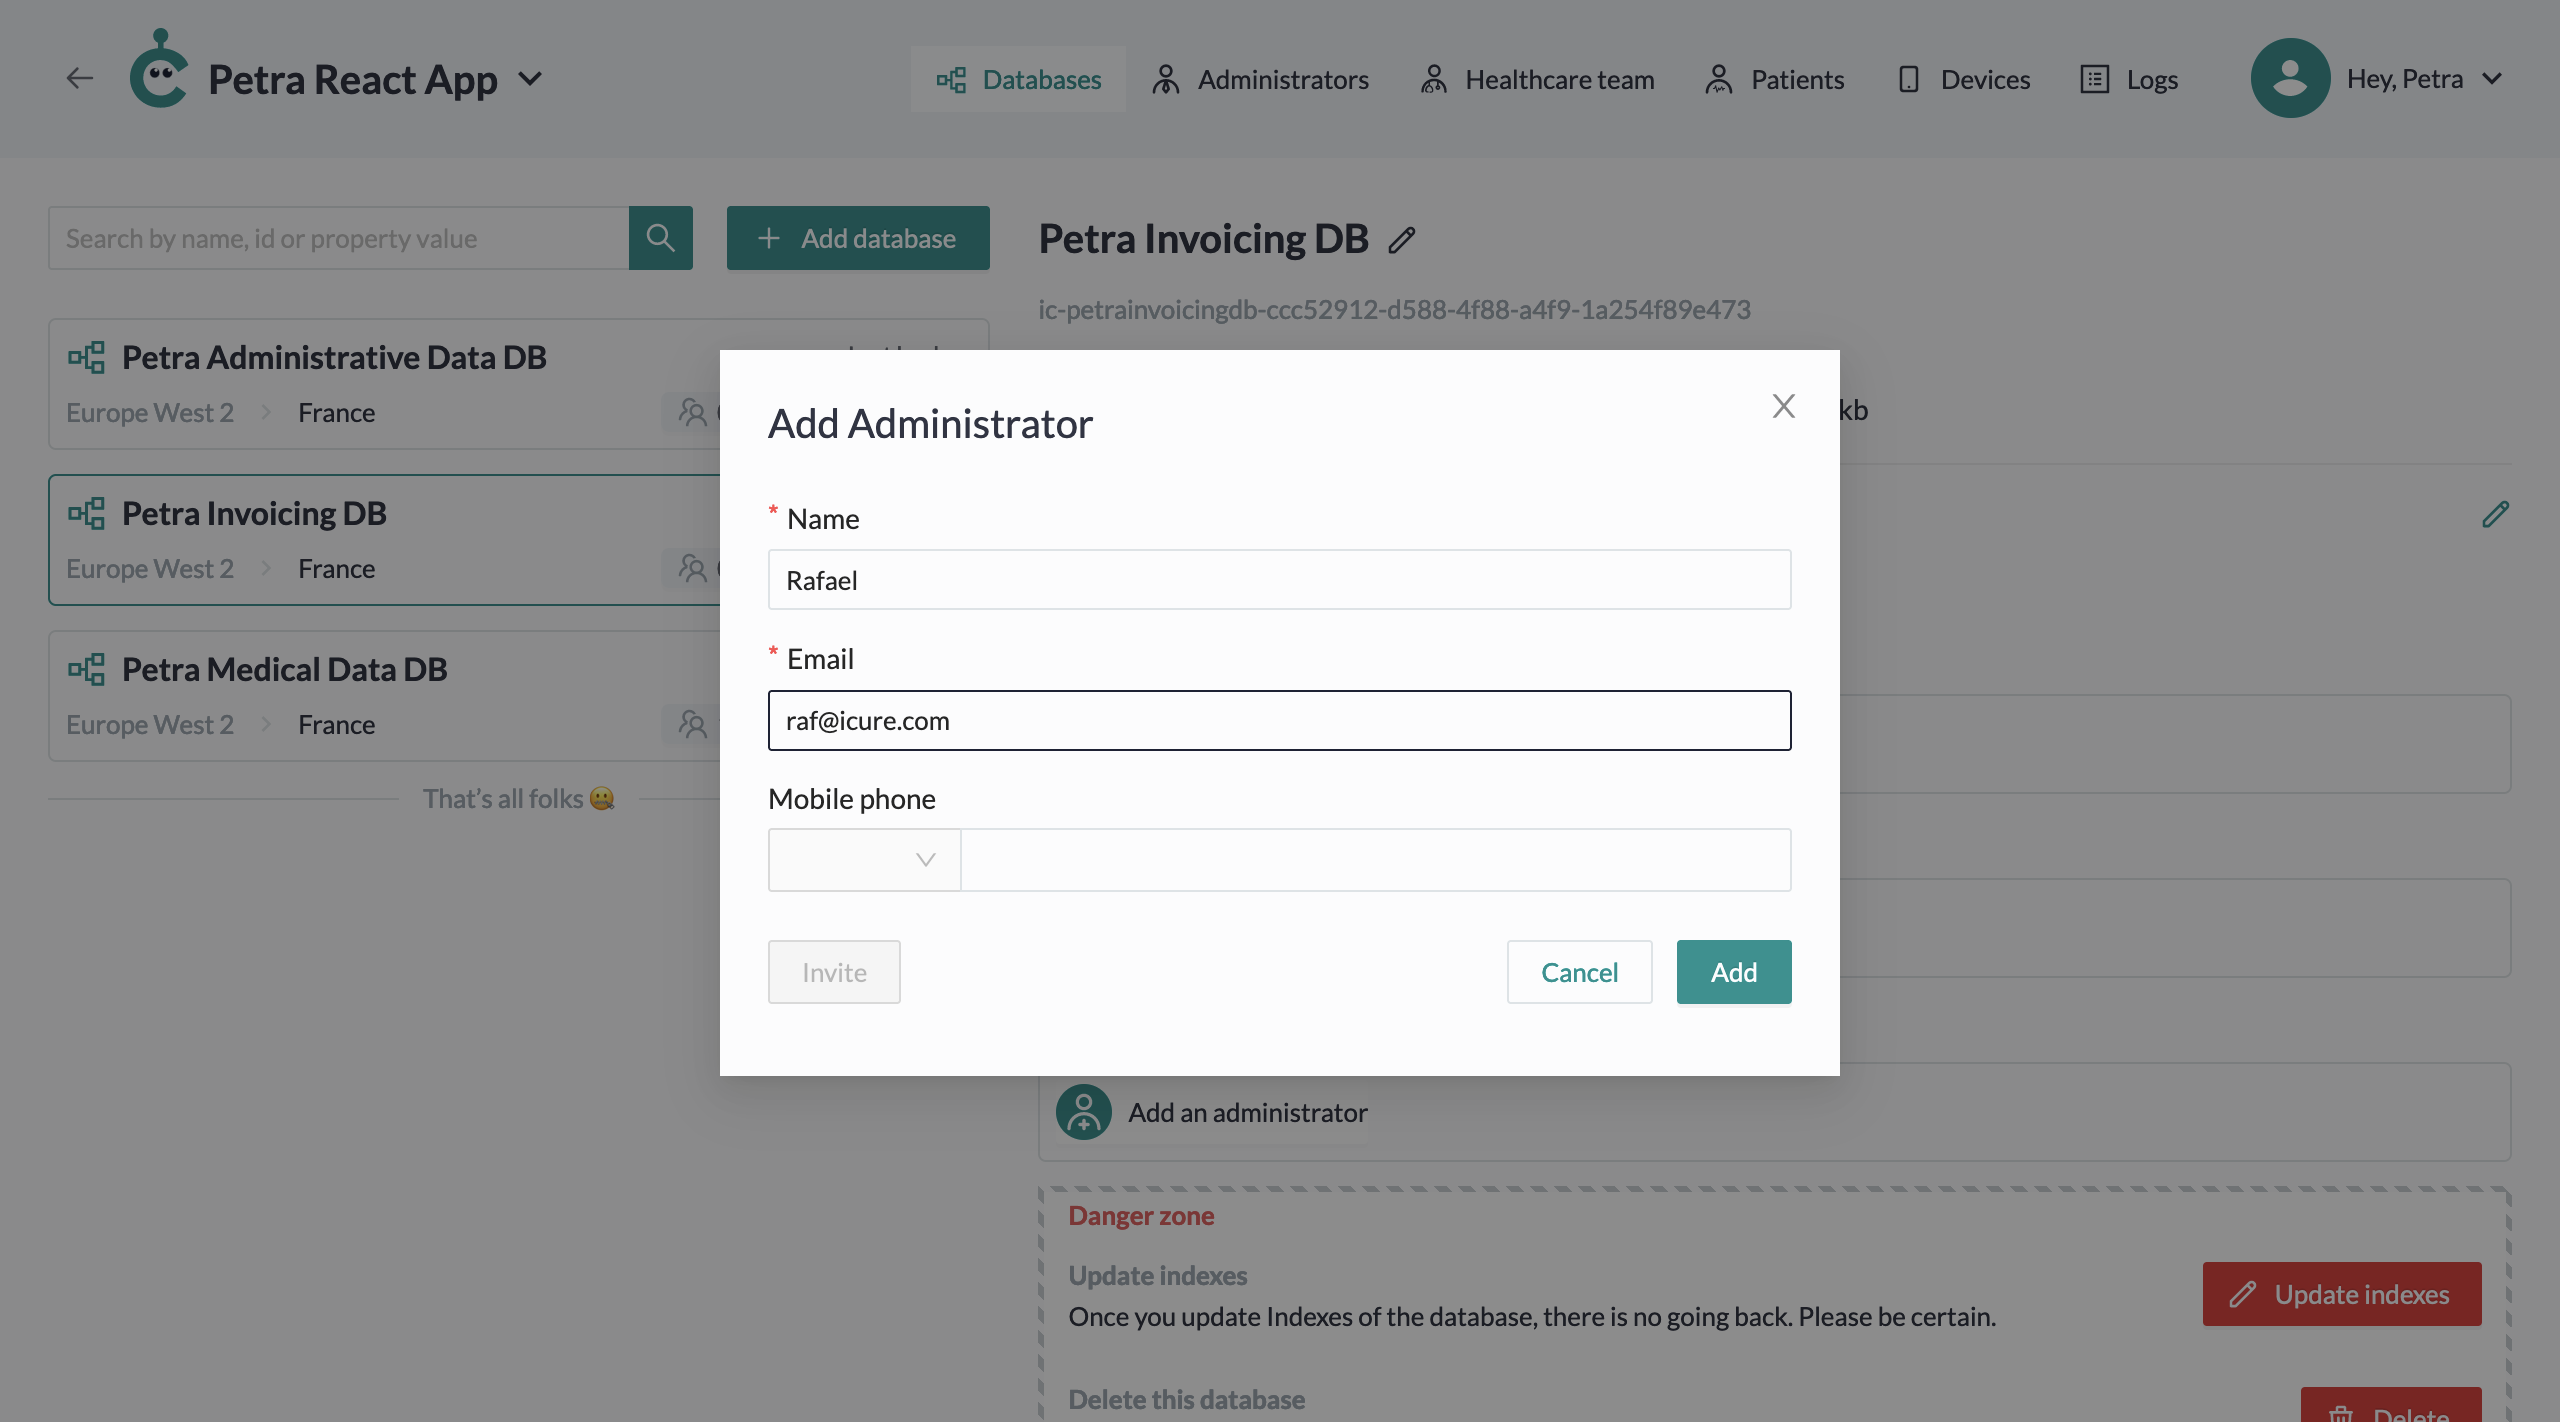 Petra React App
Databases
Administrators
Healthcare team
Patients
Devices
Logs
Hey, Petra
Search by name, id or property value
+ Add database
Petra Invoicing DB
ic-petrainvoicingdb-ccc52912-d588-4f88-a4f9-1a254f89e473
Petra Administrative Data DB
Europe West 2 > France
kb
Petra Invoicing DB
Europe West 2 > France
Petra Medical Data DB
Europe West 2 > France
That's all folks 🤐
Add Administrator
* Name
Rafael
* Email
raf@icure.com
Mobile phone
Invite
Cancel
Add
Add an administrator
Danger zone
Update indexes
Once you update Indexes of the database, there is no going back. Please be certain.
Update indexes
Delete this database
Delete